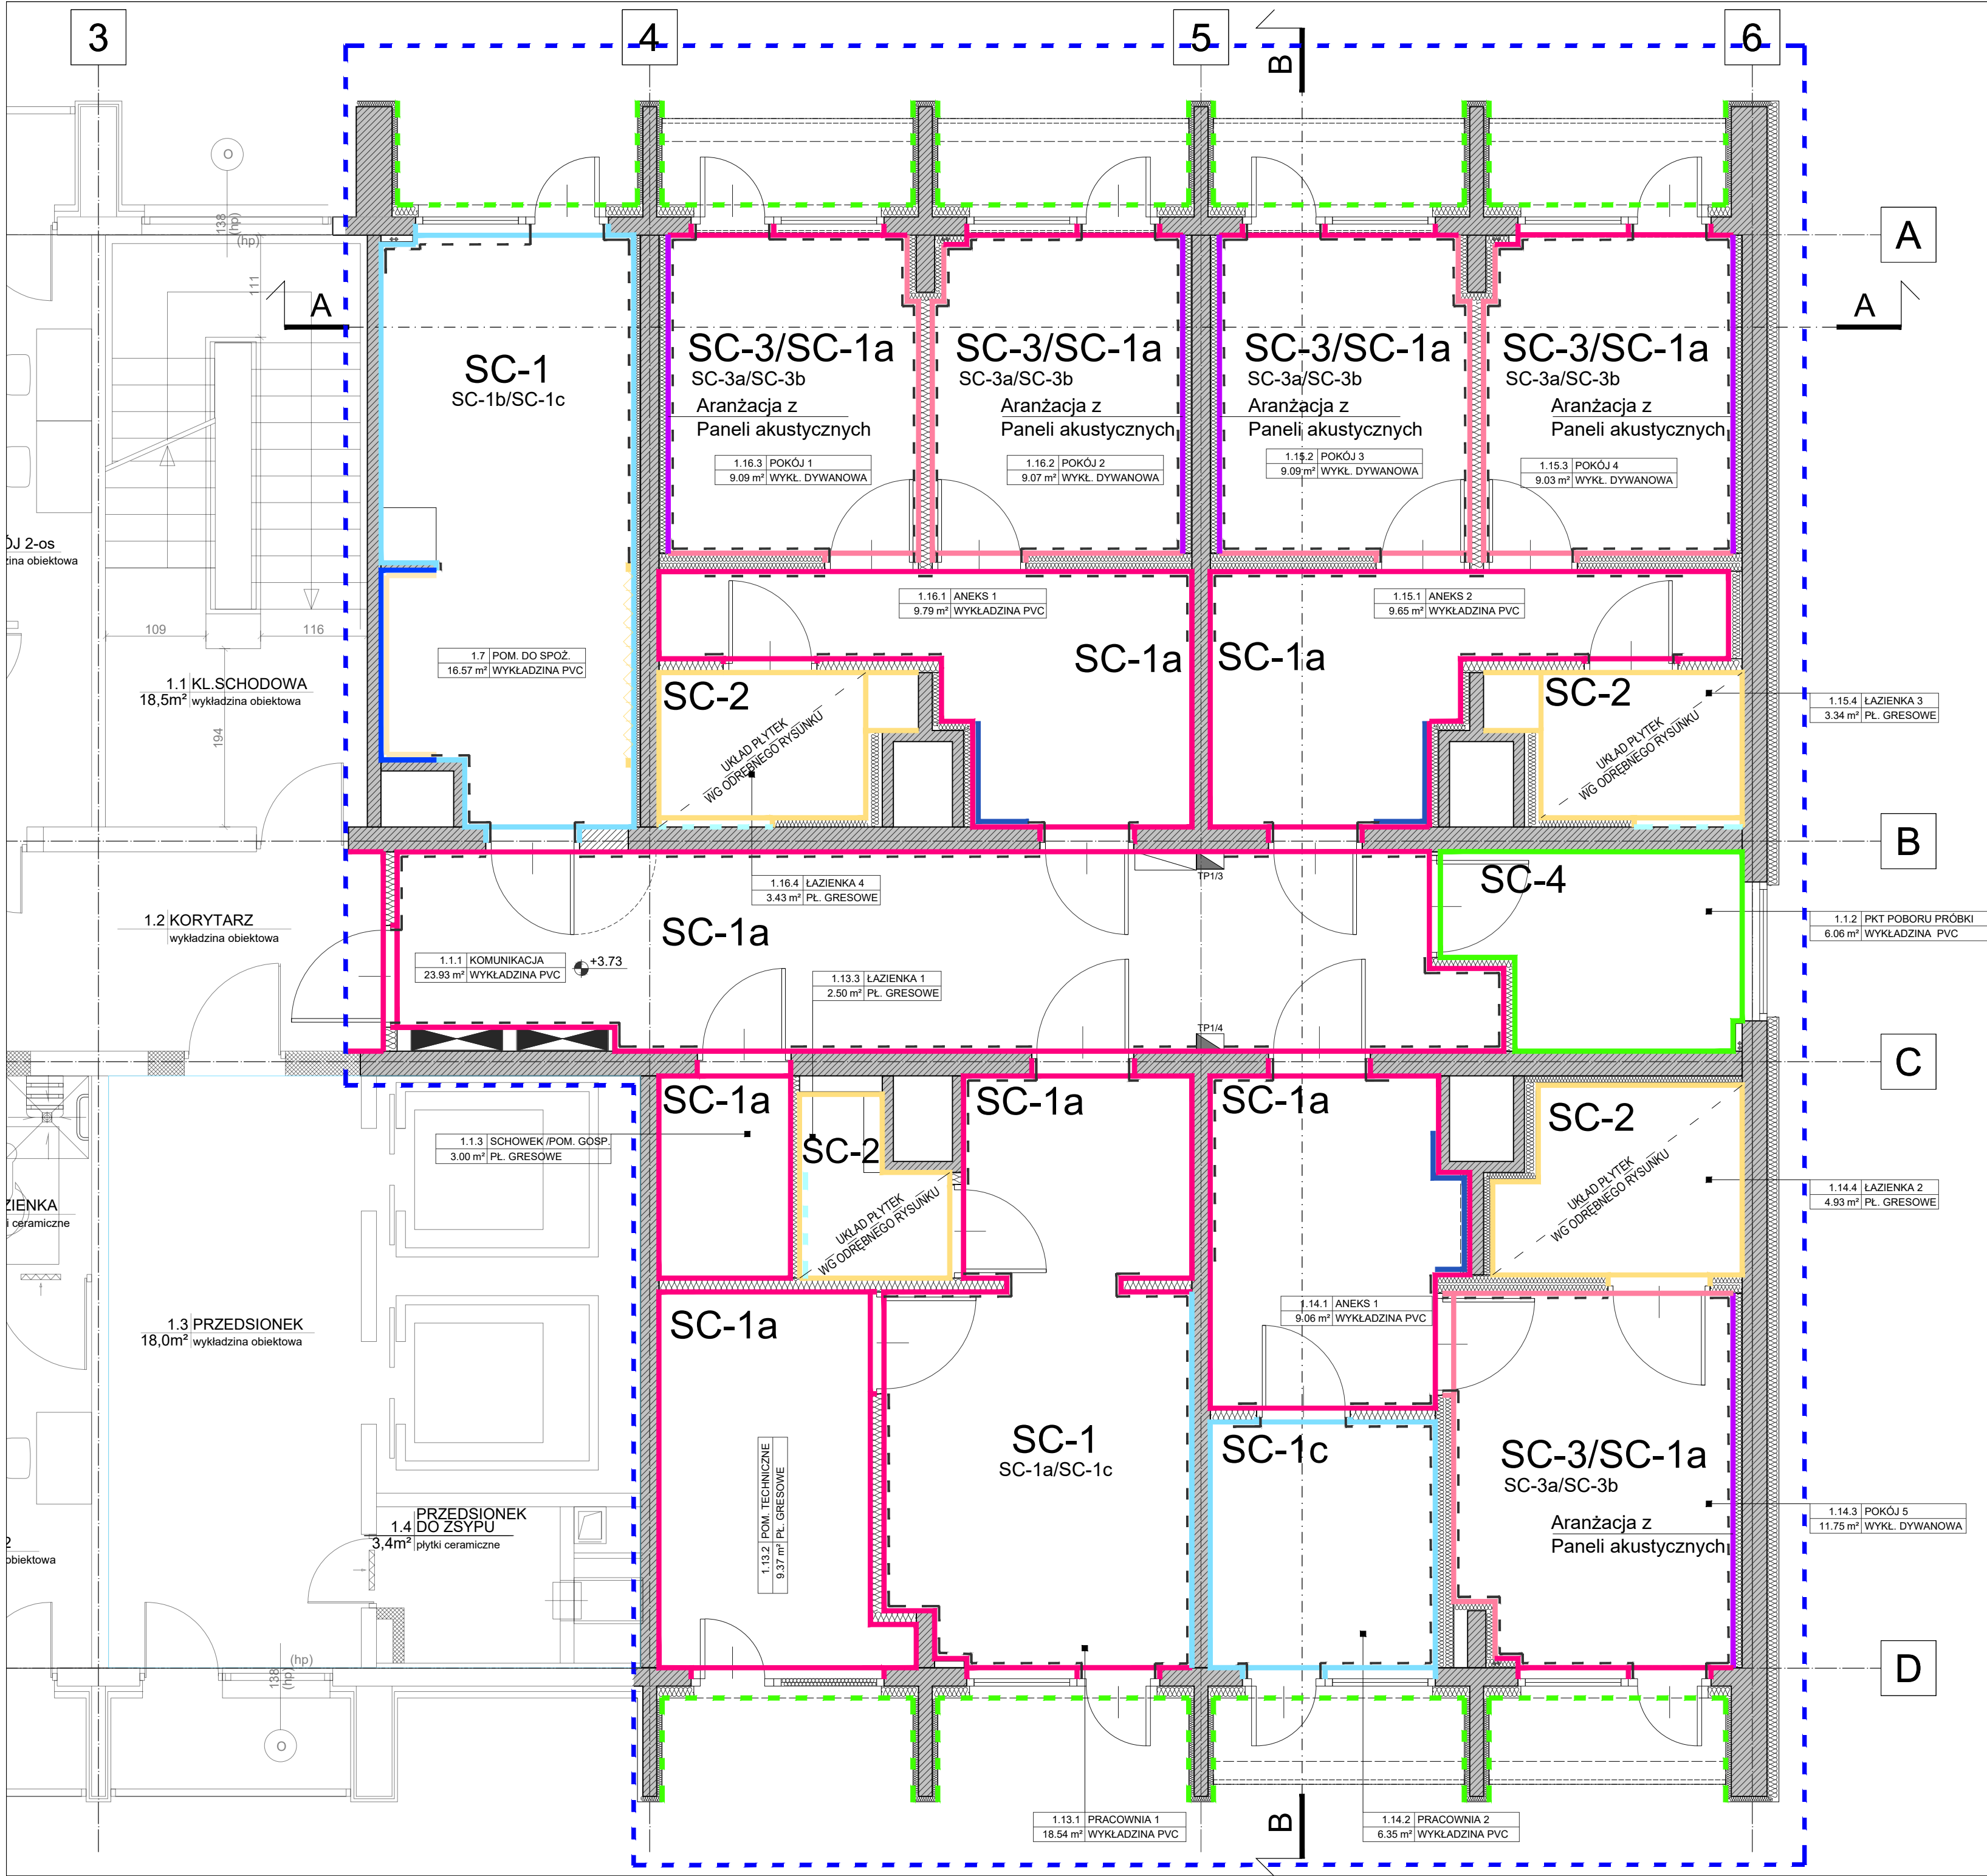 3
4
5
6
B
A
A
A
O
138
(hp)
(hp)
111
SC-1
SC-1b/SC-1c
SC-3/SC-1a
SC-3a/SC-3b
Aranżacja z
Paneli akustycznych
SC-3/SC-1a
SC-3a/SC-3b
Aranżacja z
Paneli akustycznych
SC-3/SC-1a
SC-3a/SC-3b
Aranżacja z
Paneli akustycznych
SC-3/SC-1a
SC-3a/SC-3b
Aranżacja z
Paneli akustycznych
1.16.3 POKÓJ 1
9.09 m² WYKŁ. DYWANOWA
1.16.2 POKÓJ 2
9.07 m² WYKŁ. DYWANOWA
1.15.2 POKÓJ 3
9.09 m² WYKŁ. DYWANOWA
1.15.3 POKÓJ 4
9.03 m² WYKŁ. DYWANOWA
ÓJ 2-os
zina obiektowa
109
116
194
1.1 KL.SCHODOWA
18,5m² wykładzina obiektowa
1.7 POM. DO SPOŻ.
16.57 m² WYKŁADZINA PVC
1.16.1 ANEKS 1
9.79 m² WYKŁADZINA PVC
1.15.1 ANEKS 2
9.65 m² WYKŁADZINA PVC
SC-1a
SC-1a
SC-2
UKŁAD PŁYTEK
WG ODRĘBNEGO RYSUNKU
SC-2
UKŁAD PŁYTEK
WG ODRĘBNEGO RYSUNKU
1.15.4 ŁAZIENKA 3
3.34 m² PŁ. GRESOWE
B
1.16.4 ŁAZIENKA 4
3.43 m² PŁ. GRESOWE
TP1/3
SC-4
1.2 KORYTARZ
wykładzina obiektowa
SC-1a
1.1.2 PKT POBORU PRÓBKI
6.06 m² WYKŁADZINA PVC
1.1.1 KOMUNIKACJA
23.93 m² WYKŁADZINA PVC
+3.73
1.13.3 ŁAZIENKA 1
2.50 m² PŁ. GRESOWE
TP1/4
C
SC-1a
SC-1a
SC-1a
SC-2
1.1.3 SCHOWEK /POM. GOSP.
3.00 m² PŁ. GRESOWE
SC-2
UKŁAD PŁYTEK
WG ODRĘBNEGO RYSUNKU
UKŁAD PŁYTEK
WG ODRĘBNEGO RYSUNKU
1.14.4 ŁAZIENKA 2
4.93 m² PŁ. GRESOWE
ZIENKA
i ceramiczne
1.3 PRZEDSIONEK
18,0m² wykładzina obiektowa
SC-1a
1.14.1 ANEKS 1
9.06 m² WYKŁADZINA PVC
SC-1
SC-1a/SC-1c
SC-1c
SC-3/SC-1a
SC-3a/SC-3b
Aranżacja z
Paneli akustycznych
1.14.3 POKÓJ 5
11.75 m² WYKŁ. DYWANOWA
1.13.2 POM. TECHNICZNE
9.37 m² PŁ. GRESOWE
PRZEDSIONEK
1.4 DO ZSYPU
3,4m² płytki ceramiczne
2
obiektowa
138
(hp)
(hp)
O
D
1.13.1 PRACOWNIA 1
18.54 m² WYKŁADZINA PVC
1.14.2 PRACOWNIA 2
6.35 m² WYKŁADZINA PVC
B